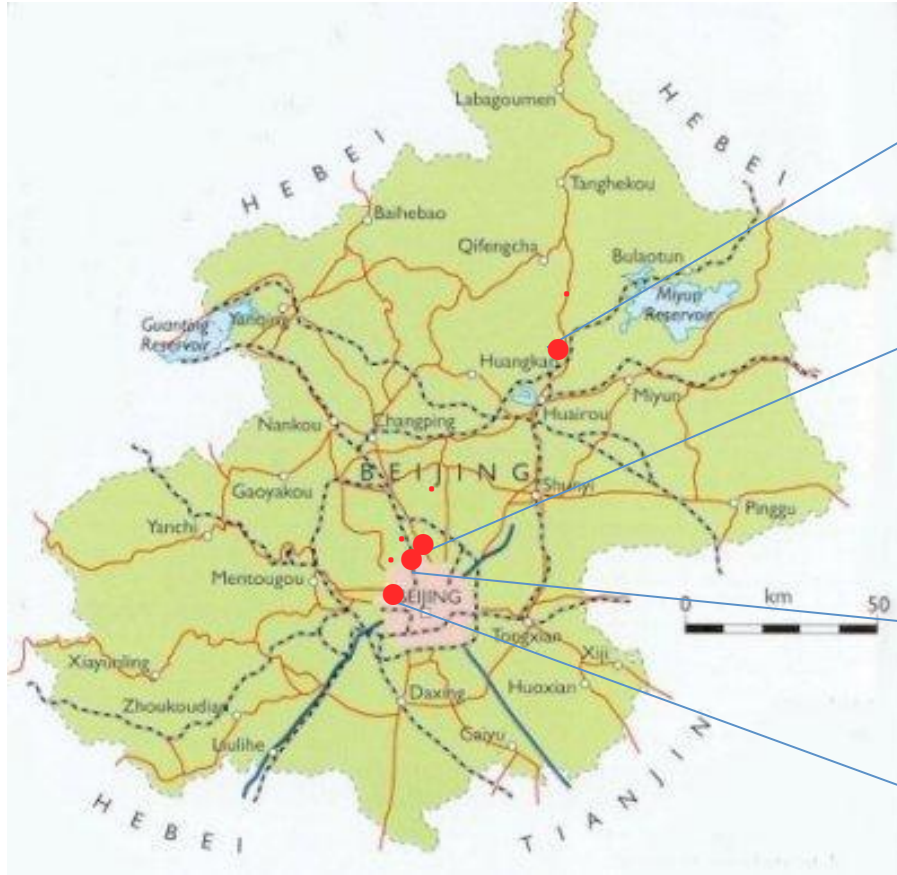 Labagoumen
HEBEI
HEBEI
Tanghekou
Baihebao
Qifengcha
Bulaotun
Miyun
Reservoir
Yanqing
Guanting
Reservoir
Huangkan
Miyun
Huairou
Nankou
Changping
BEIJING
Gaoyakou
Shunyi
Pinggu
Yanchi
Mentougou
BEIJING
0 km 50
Tongxian
Xiji
Xiayunling
Huoxian
Daxing
Zhoukoudian
Liulihe
Caiyu
TIANJIN
HEBEI